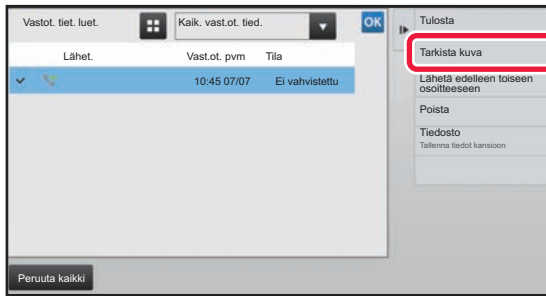 Vastot. tiet. luet.
Kaik. vast.ot. tied.
OK
Lähet.
Vast.ot. pvm
Tila
10:45 07/07
Ei vahvistettu
Peruuta kaikki
Tulosta
Tarkista kuva
Lähetä edelleen toiseen
osoitteeseen
Poista
Tiedosto
Tallenna tiedot kansioon